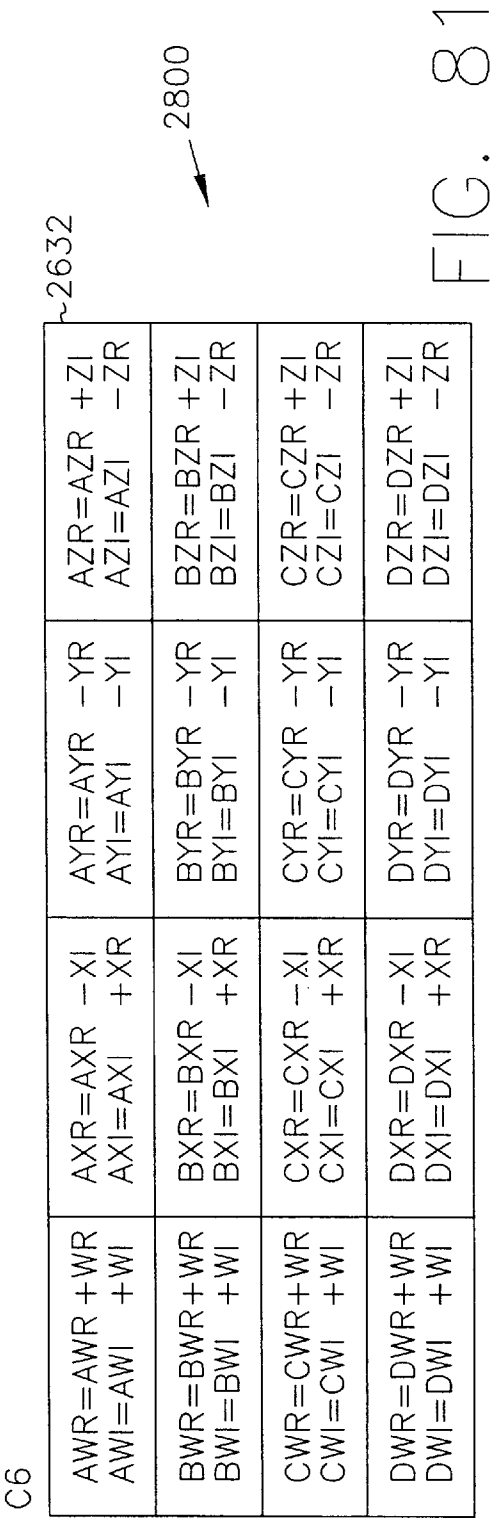 C6
~2632
AWR=AWR +WR
AWI=AWI +WI
AXR=AXR −XI
AXI=AXI +XR
AYR=AYR −YR
AYI=AYI −YI
AZR=AZR +ZI
AZI=AZI −ZR
BWR=BWR+WR
BWI=BWI +WI
BXR=BXR −XI
BXI=BXI +XR
BYR=BYR −YR
BYI=BYI −YI
BZR=BZR +ZI
BZI=BZI −ZR
CWR=CWR+WR
CWI=CWI +WI
CXR=CXR −XI
CXI=CXI +XR
CYR=CYR −YR
CYI=CYI −YI
CZR=CZR +ZI
CZI=CZI −ZR
DWR=DWR+WR
DWI=DWI +WI
DXR=DXR −XI
DXI=DXI +XR
DYR=DYR −YR
DYI=DYI −YI
DZR=DZR +ZI
DZI=DZI −ZR
2800
FIG. 81